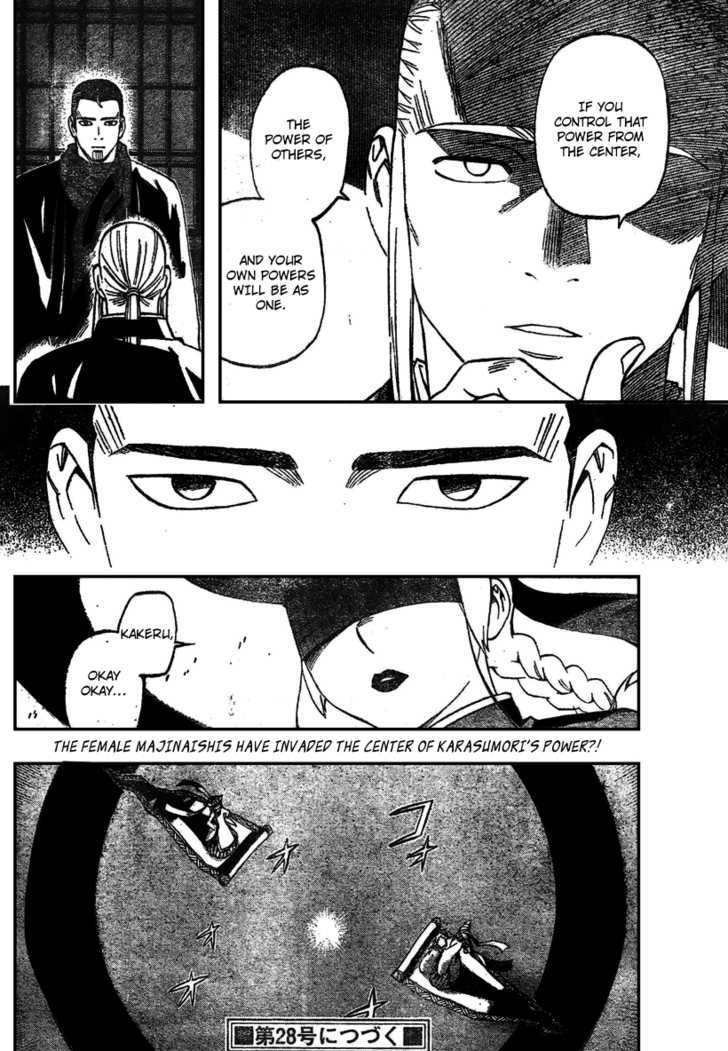 IF YOU
CONTROL THAT
POWER FROM
THE CENTER,
THE
POWER OF
OTHERS,
AND YOUR
OWN POWERS
WILL BE AS
ONE.
KAKERU,
OKAY
OKAY...
THE FEMALE MAJINAISHIS HAVE INVADED THE CENTER OF KARASUMORI'S POWER?!
■第28号につづく■